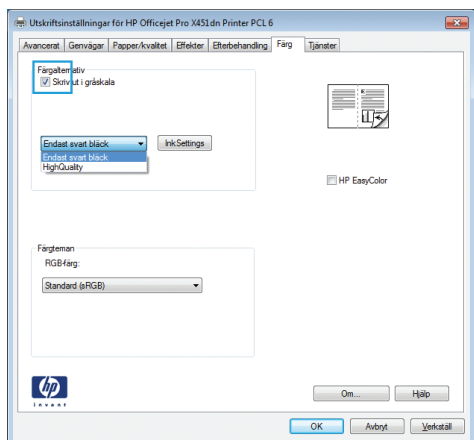 Utskriftsinställningar för HP Officejet Pro X451dn Printer PCL 6
Avancerat Genvägar Papper/kvalitet Effekter Efterbehandling Färg Tjänster
Färgalternativ
Skriv ut i gråskala
Endast svart bläck InkSettings
Endast svart bläck
HighQuality
HP EasyColor
Färgteman
RGB-färg:
Standard (sRGB)
hp
invent
Om... Hjälp
OK Avbryt Verkställ